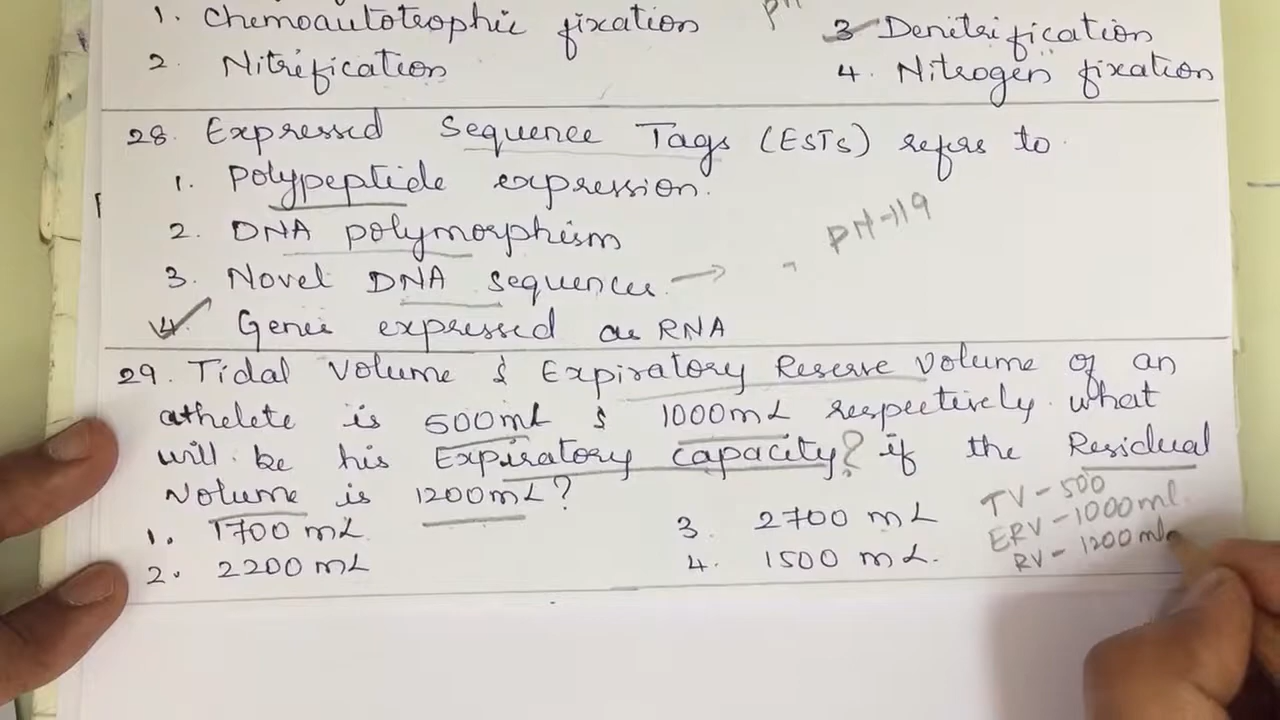 1. Chemoautotrophic fixation
3 Denitrification
2. Nitrification
4. Nitrogen fixation
28. Expressed Sequence Tags (ESTs) refers to.
1. polypeptide expression.
2. DNA polymorphism
3. Novel DNA sequences →
PN-119
4. Genes expressed as RNA
29. Tidal Volume & Expiratory Reserve Volume of an
athelete is 500mL & 1000mL respectively. what
will be his Expiratory capacity? if the Residual
Volume is 1200mL?
1. 1700 mL
3. 2700 mL
2. 2200 mL
4. 1500 mL.
TV - 500
ERV - 1000ml.
RV - 1200ml